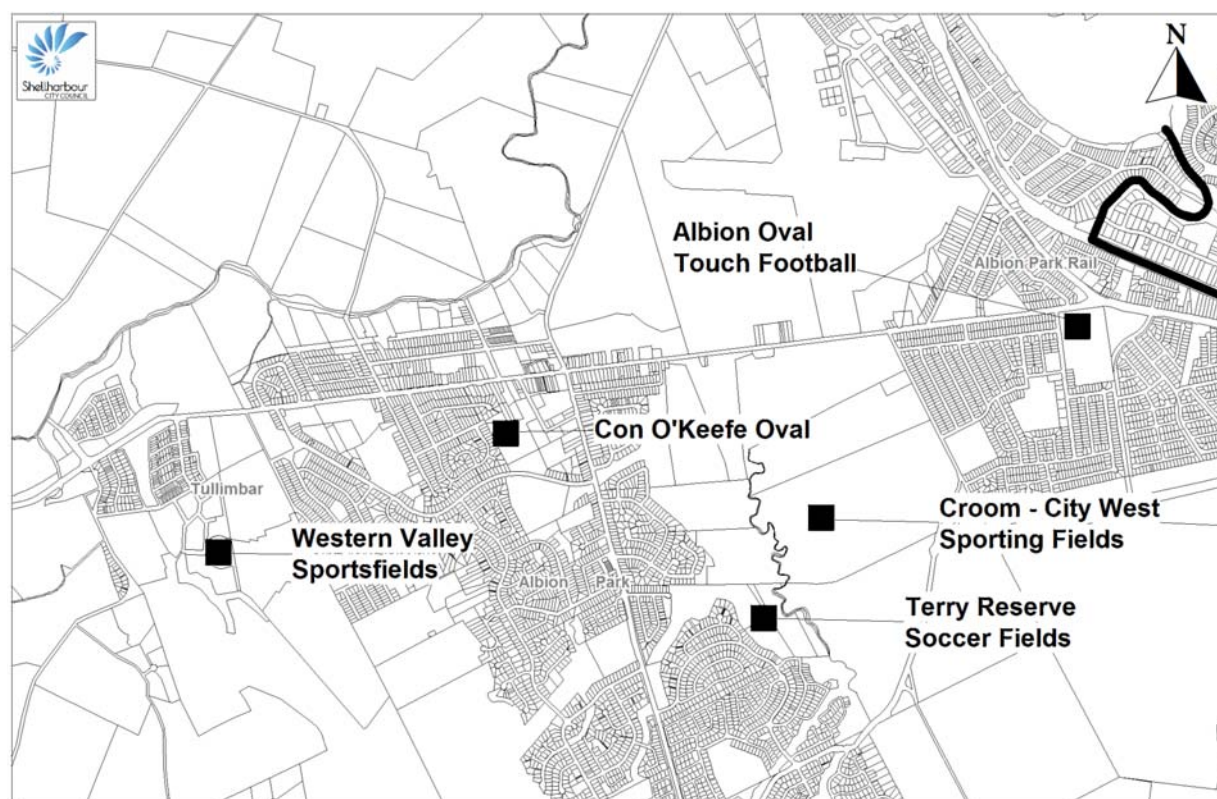 Shellharbour
CITY COUNCIL
N
Albion Oval
Touch Football
Albion Park Rail
Con O'Keefe Oval
Tullimbar
Western Valley
Sportsfields
Croom - City West
Sporting Fields
Albion Park
Terry Reserve
Soccer Fields